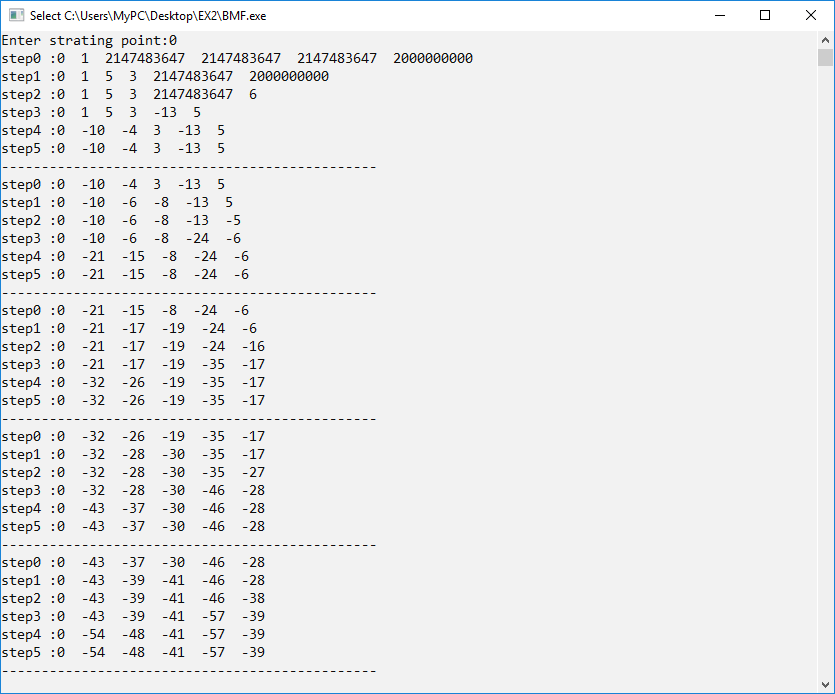 Select C:\Users\MyPC\Desktop\EX2\BMF.exe
Enter strating point:0
step0 :0  1  2147483647  2147483647  2147483647  2000000000
step1 :0  1  5  3  2147483647  2000000000
step2 :0  1  5  3  2147483647  6
step3 :0  1  5  3  -13  5
step4 :0  -10  -4  3  -13  5
step5 :0  -10  -4  3  -13  5
-----------------------------------------------
step0 :0  -10  -4  3  -13  5
step1 :0  -10  -6  -8  -13  5
step2 :0  -10  -6  -8  -13  -5
step3 :0  -10  -6  -8  -24  -6
step4 :0  -21  -15  -8  -24  -6
step5 :0  -21  -15  -8  -24  -6
-----------------------------------------------
step0 :0  -21  -15  -8  -24  -6
step1 :0  -21  -17  -19  -24  -6
step2 :0  -21  -17  -19  -24  -16
step3 :0  -21  -17  -19  -35  -17
step4 :0  -32  -26  -19  -35  -17
step5 :0  -32  -26  -19  -35  -17
-----------------------------------------------
step0 :0  -32  -26  -19  -35  -17
step1 :0  -32  -28  -30  -35  -17
step2 :0  -32  -28  -30  -35  -27
step3 :0  -32  -28  -30  -46  -28
step4 :0  -43  -37  -30  -46  -28
step5 :0  -43  -37  -30  -46  -28
-----------------------------------------------
step0 :0  -43  -37  -30  -46  -28
step1 :0  -43  -39  -41  -46  -28
step2 :0  -43  -39  -41  -46  -38
step3 :0  -43  -39  -41  -57  -39
step4 :0  -54  -48  -41  -57  -39
step5 :0  -54  -48  -41  -57  -39
-----------------------------------------------